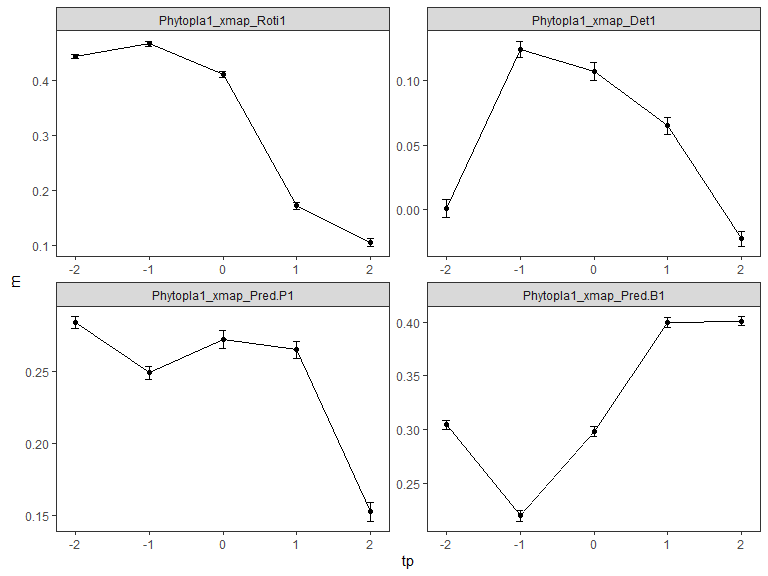 Phytopla1_xmap_Roti1
Phytopla1_xmap_Det1
0.4
0.3
0.2
0.1
-2 -1 0 1 2
0.10
0.05
0.00
-2 -1 0 1 2
m
Phytopla1_xmap_Pred.P1
Phytopla1_xmap_Pred.B1
0.25
0.20
0.15
-2 -1 0 1 2
0.40
0.35
0.30
0.25
-2 -1 0 1 2
tp